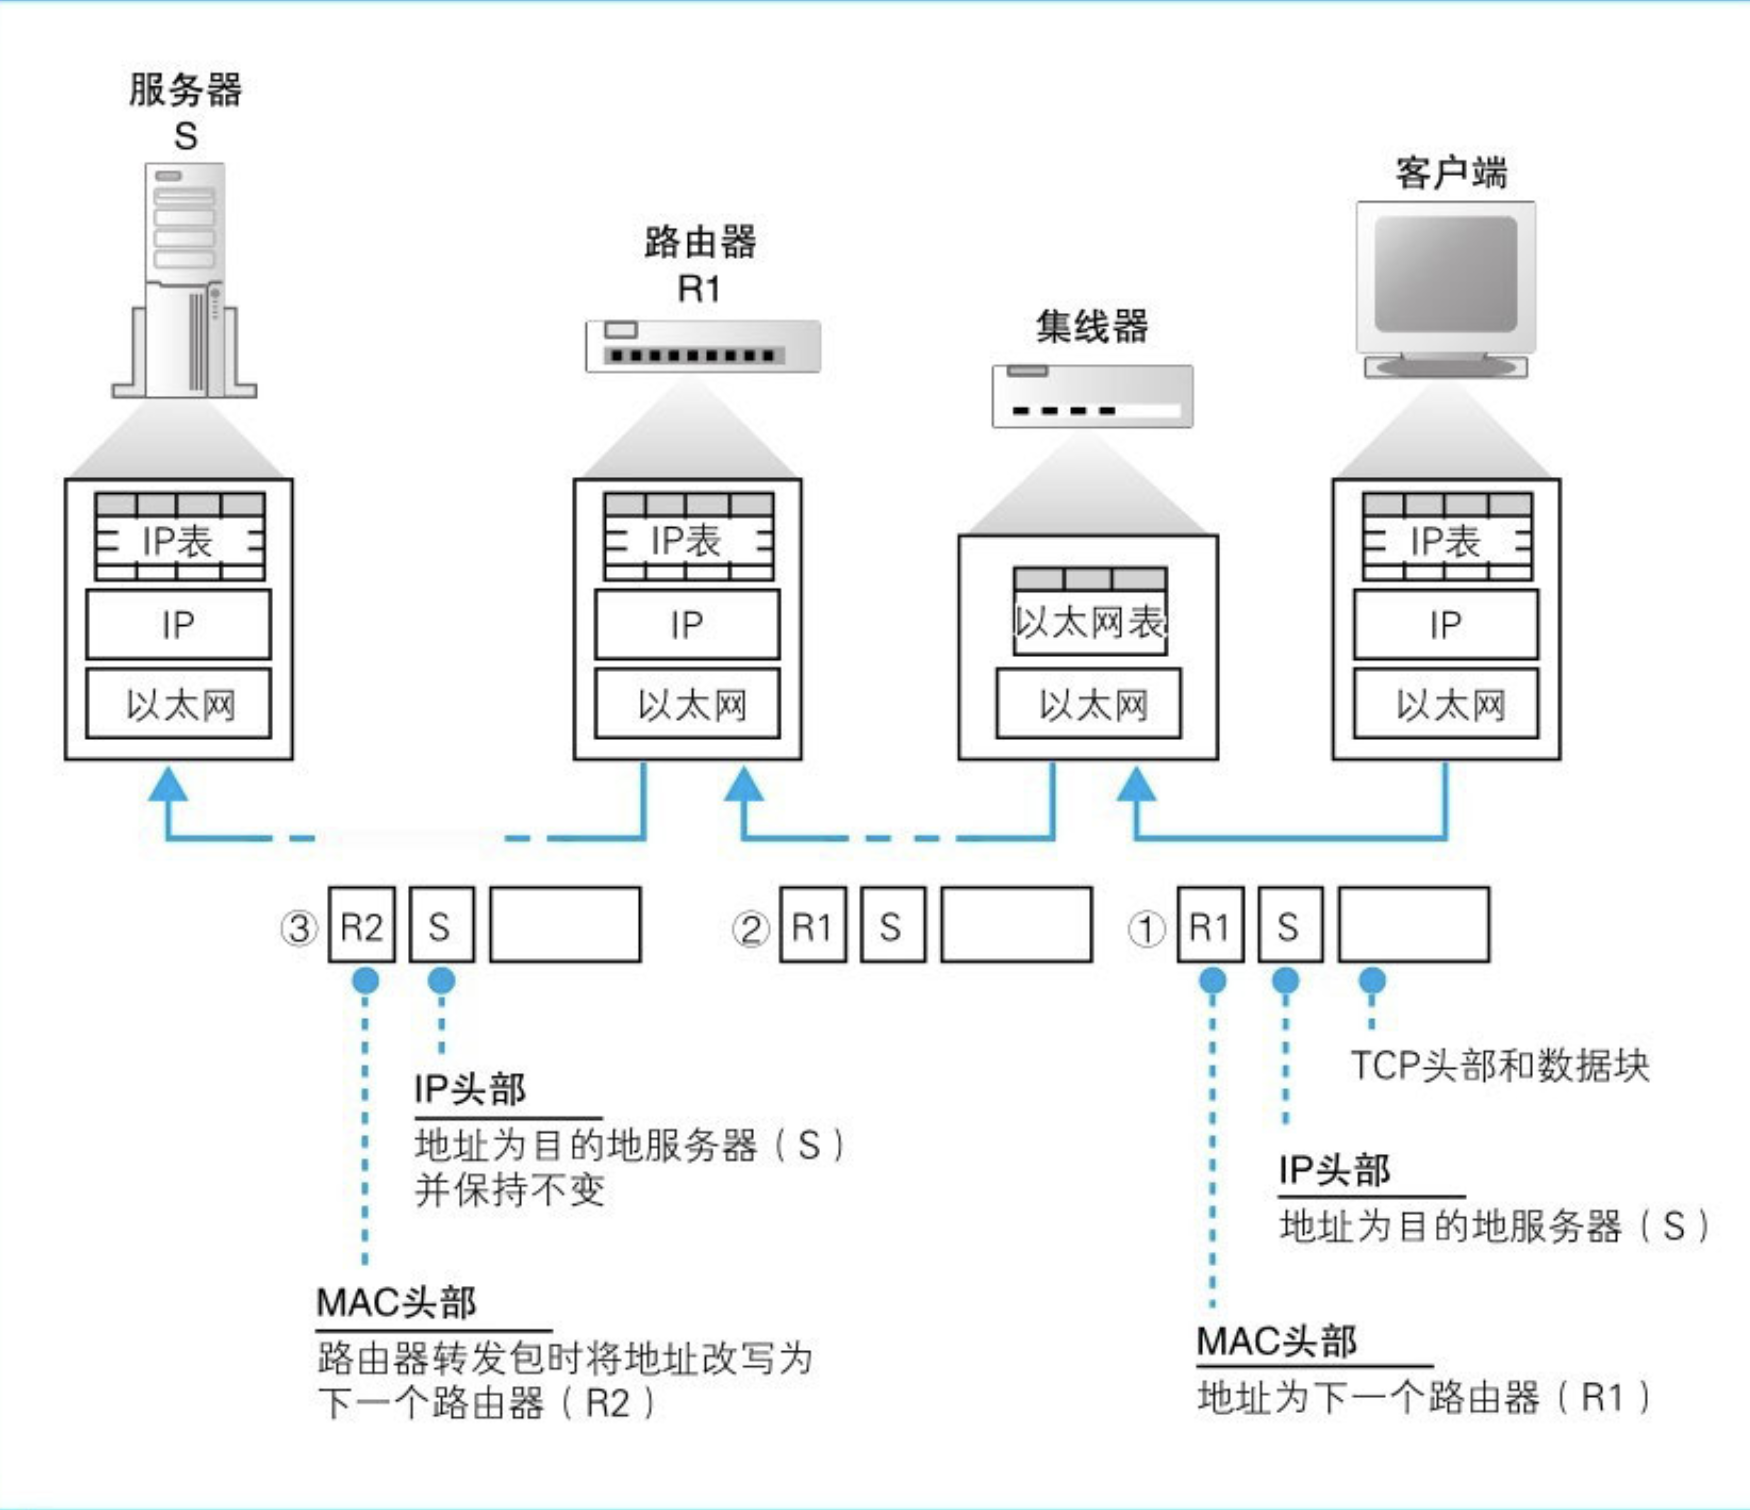 服务器
S
路由器
R1
集线器
客户端
IP表
IP
以太网
IP表
IP
以太网
以太网表
以太网
IP表
IP
以太网
③ R2 S
② R1 S
① R1 S
IP头部
地址为目的地服务器（S）
并保持不变
MAC头部
路由器转发包时将地址改写为
下一个路由器（R2）
TCP头部和数据块
IP头部
地址为目的地服务器（S）
MAC头部
地址为下一个路由器（R1）